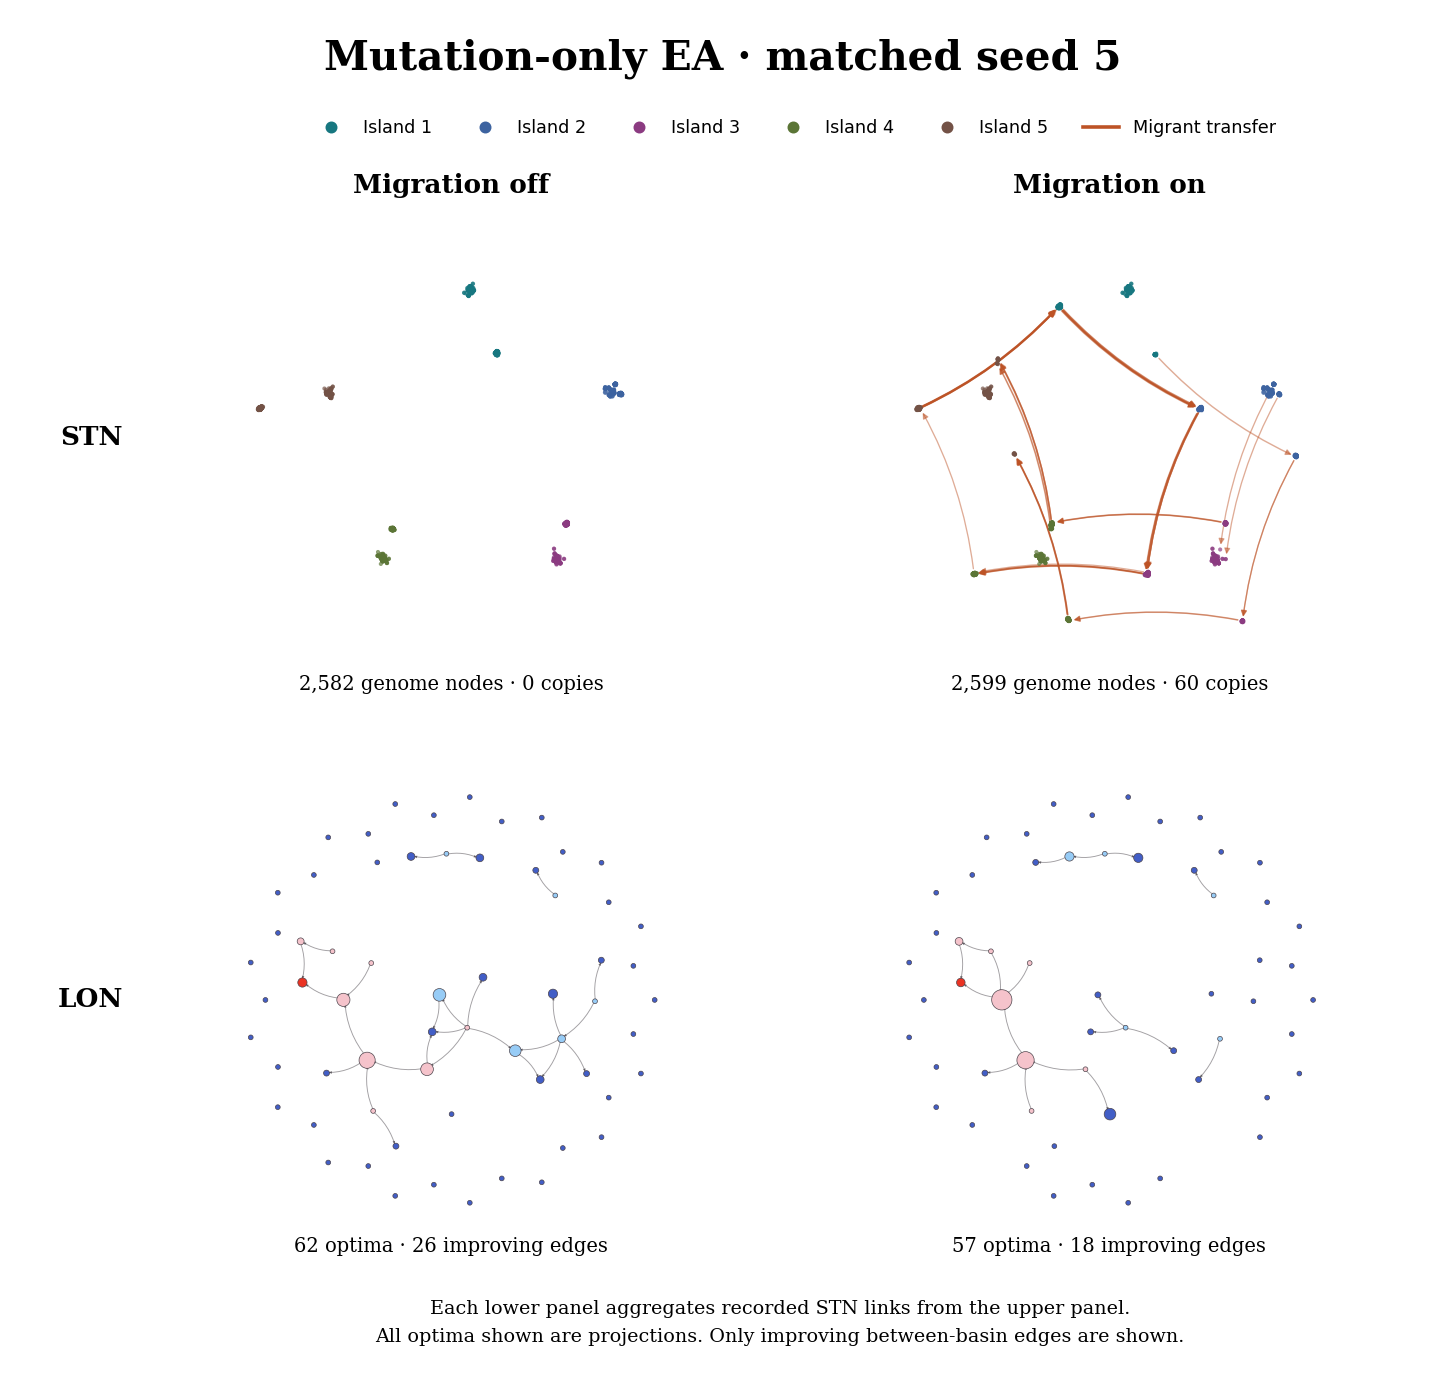 Mutation-only EA · matched seed 5
Island 1 Island 2 Island 3 Island 4 Island 5 Migrant transfer
Migration off Migration on
STN
2,582 genome nodes · 0 copies 2,599 genome nodes · 60 copies
LON
62 optima · 26 improving edges 57 optima · 18 improving edges
Each lower panel aggregates recorded STN links from the upper panel.
All optima shown are projections. Only improving between-basin edges are shown.